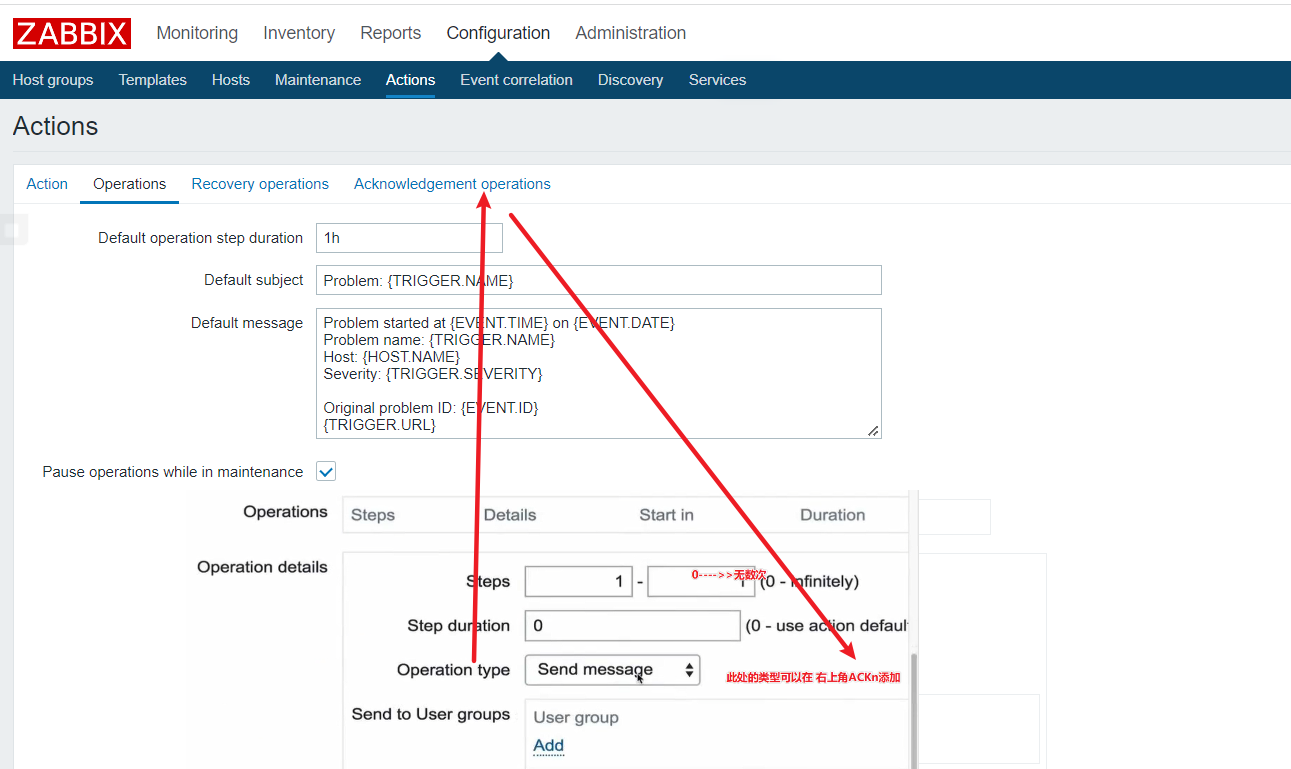 ZABBIX Monitoring Inventory Reports Configuration Administration
Host groups Templates Hosts Maintenance Actions Event correlation Discovery Services
Actions
Action Operations Recovery operations Acknowledgement operations
Default operation step duration 1h
Default subject Problem: {TRIGGER.NAME}
Default message Problem started at {EVENT.TIME} on {EVENT.DATE}
Problem name: {TRIGGER.NAME}
Host: {HOST.NAME}
Severity: {TRIGGER.SEVERITY}
Original problem ID: {EVENT.ID}
{TRIGGER.URL}
Pause operations while in maintenance
Operations Steps Details Start in Duration
Operation details
Steps 1 - 1 (0 - infinitely)
0---->>无数次
Step duration 0 (0 - use action defaul
Operation type Send message
此处的类型可以在 右上角ACKn添加
Send to User groups User group
Add